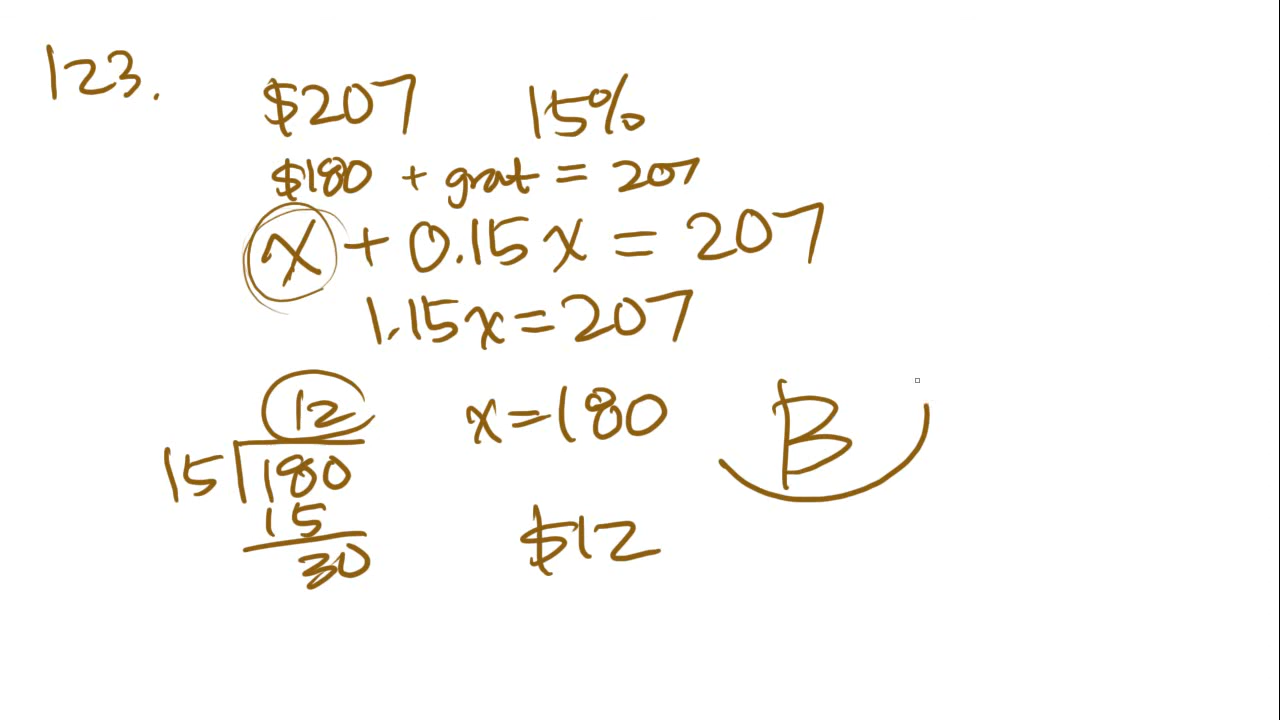 123.
$207 15%
$180 + grat = 207
x + 0.15x = 207
1.15x = 207
12
x = 180
B
15 180
15
30
$12